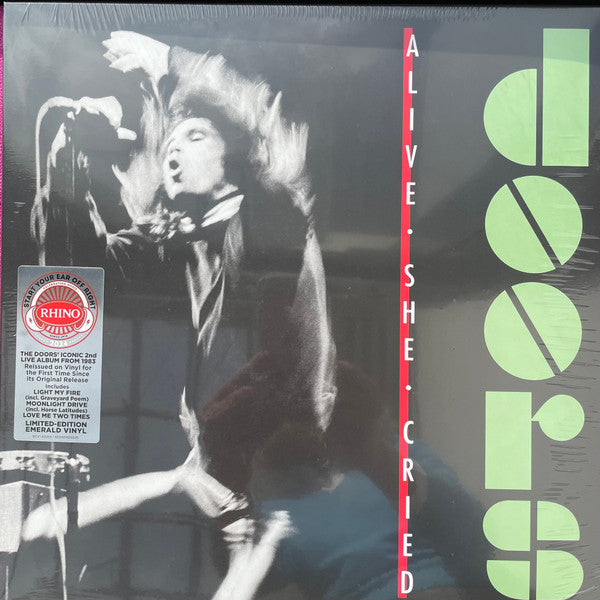 doors
ALIVE · SHE · CRIED
START YOUR EAR OFF RIGHT
RHINO
2024
THE DOORS' ICONIC 2nd
LIVE ALBUM FROM 1983
Reissued on Vinyl for
the First Time Since
its Original Release
Includes
LIGHT MY FIRE
(incl. Graveyard Poem)
MOONLIGHT DRIVE
(incl. Horse Latitudes)
LOVE ME TWO TIMES
LIMITED-EDITION
EMERALD VINYL